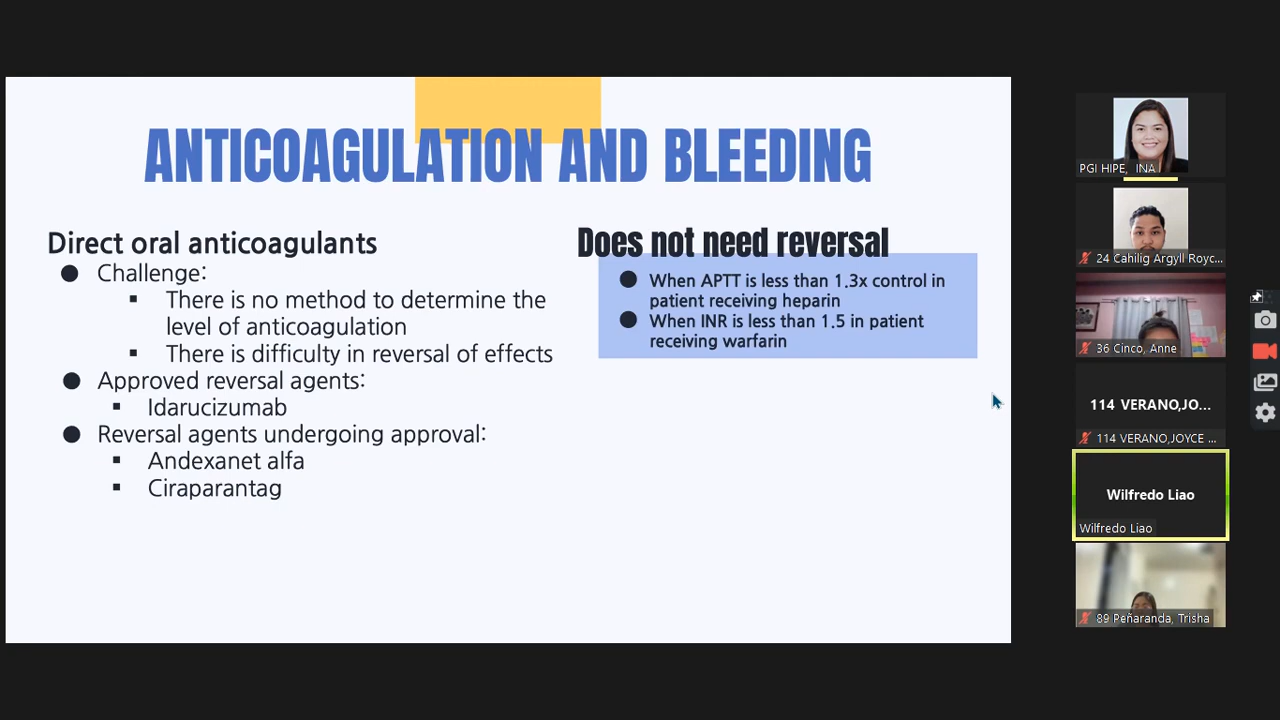 ANTICOAGULATION AND BLEEDING
Direct oral anticoagulants
● Challenge:
▪ There is no method to determine the
level of anticoagulation
▪ There is difficulty in reversal of effects
● Approved reversal agents:
▪ Idarucizumab
● Reversal agents undergoing approval:
▪ Andexanet alfa
▪ Ciraparantag
Does not need reversal
● When APTT is less than 1.3x control in
patient receiving heparin
● When INR is less than 1.5 in patient
receiving warfarin
PGI HIPE, INA
24 Cahilig Argyll Royc...
36 Cinco, Anne
114 VERANO,JO...
114 VERANO,JOYCE ...
Wilfredo Liao
Wilfredo Liao
89 Peñaranda, Trisha